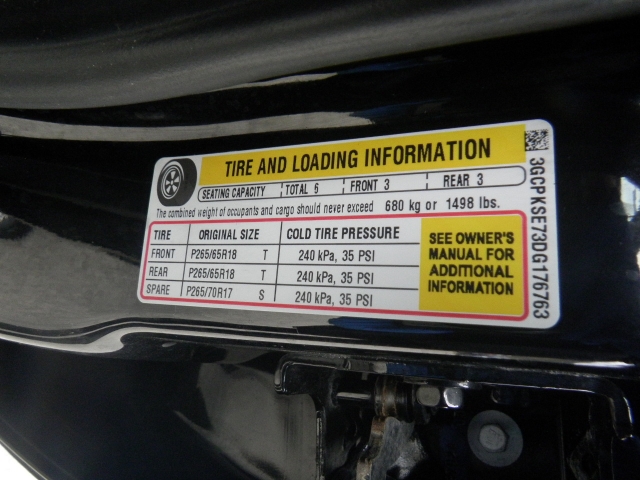 TIRE AND LOADING INFORMATION
SEATING CAPACITY TOTAL 6 FRONT 3 REAR 3
The combined weight of occupants and cargo should never exceed 680 kg or 1498 lbs.
TIRE ORIGINAL SIZE COLD TIRE PRESSURE
FRONT P265/65R18 T 240 kPa, 35 PSI
REAR P265/65R18 T 240 kPa, 35 PSI
SPARE P265/70R17 S 240 kPa, 35 PSI
SEE OWNER'S
MANUAL FOR
ADDITIONAL
INFORMATION
3GCPKSE73DG176763